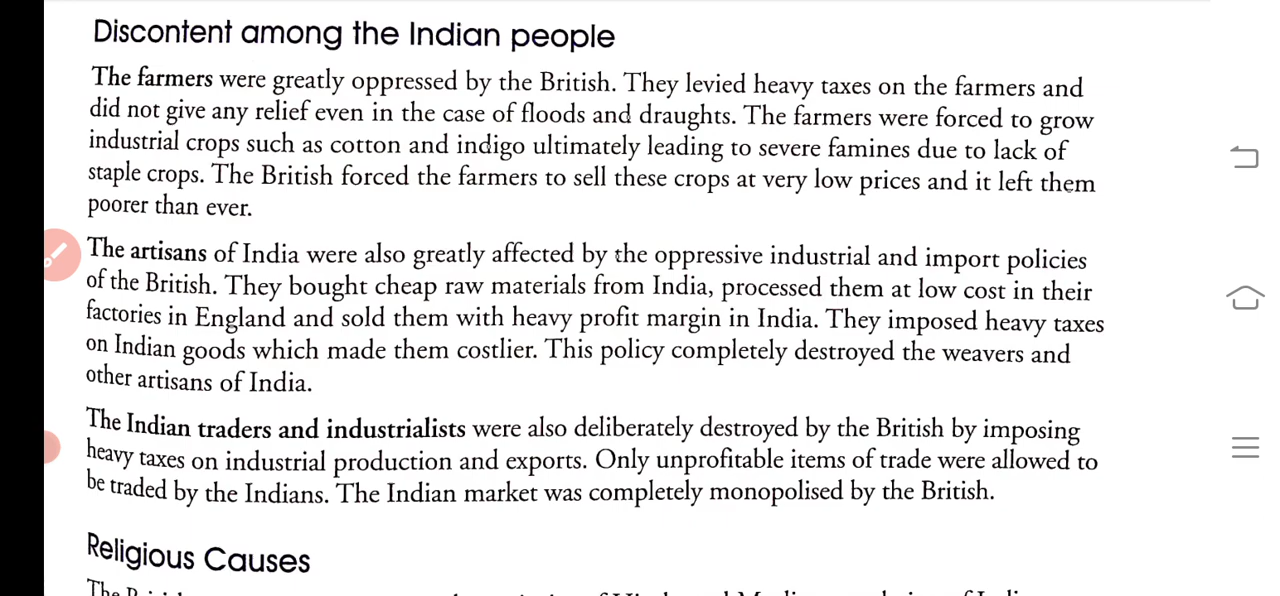 Discontent among the Indian people
The farmers were greatly oppressed by the British. They levied heavy taxes on the farmers and
did not give any relief even in the case of floods and draughts. The farmers were forced to grow
industrial crops such as cotton and indigo ultimately leading to severe famines due to lack of
staple crops. The British forced the farmers to sell these crops at very low prices and it left them
poorer than ever.
The artisans of India were also greatly affected by the oppressive industrial and import policies
of the British. They bought cheap raw materials from India, processed them at low cost in their
factories in England and sold them with heavy profit margin in India. They imposed heavy taxes
on Indian goods which made them costlier. This policy completely destroyed the weavers and
other artisans of India.
The Indian traders and industrialists were also deliberately destroyed by the British by imposing
heavy taxes on industrial production and exports. Only unprofitable items of trade were allowed to
be traded by the Indians. The Indian market was completely monopolised by the British.
Religious Causes
The